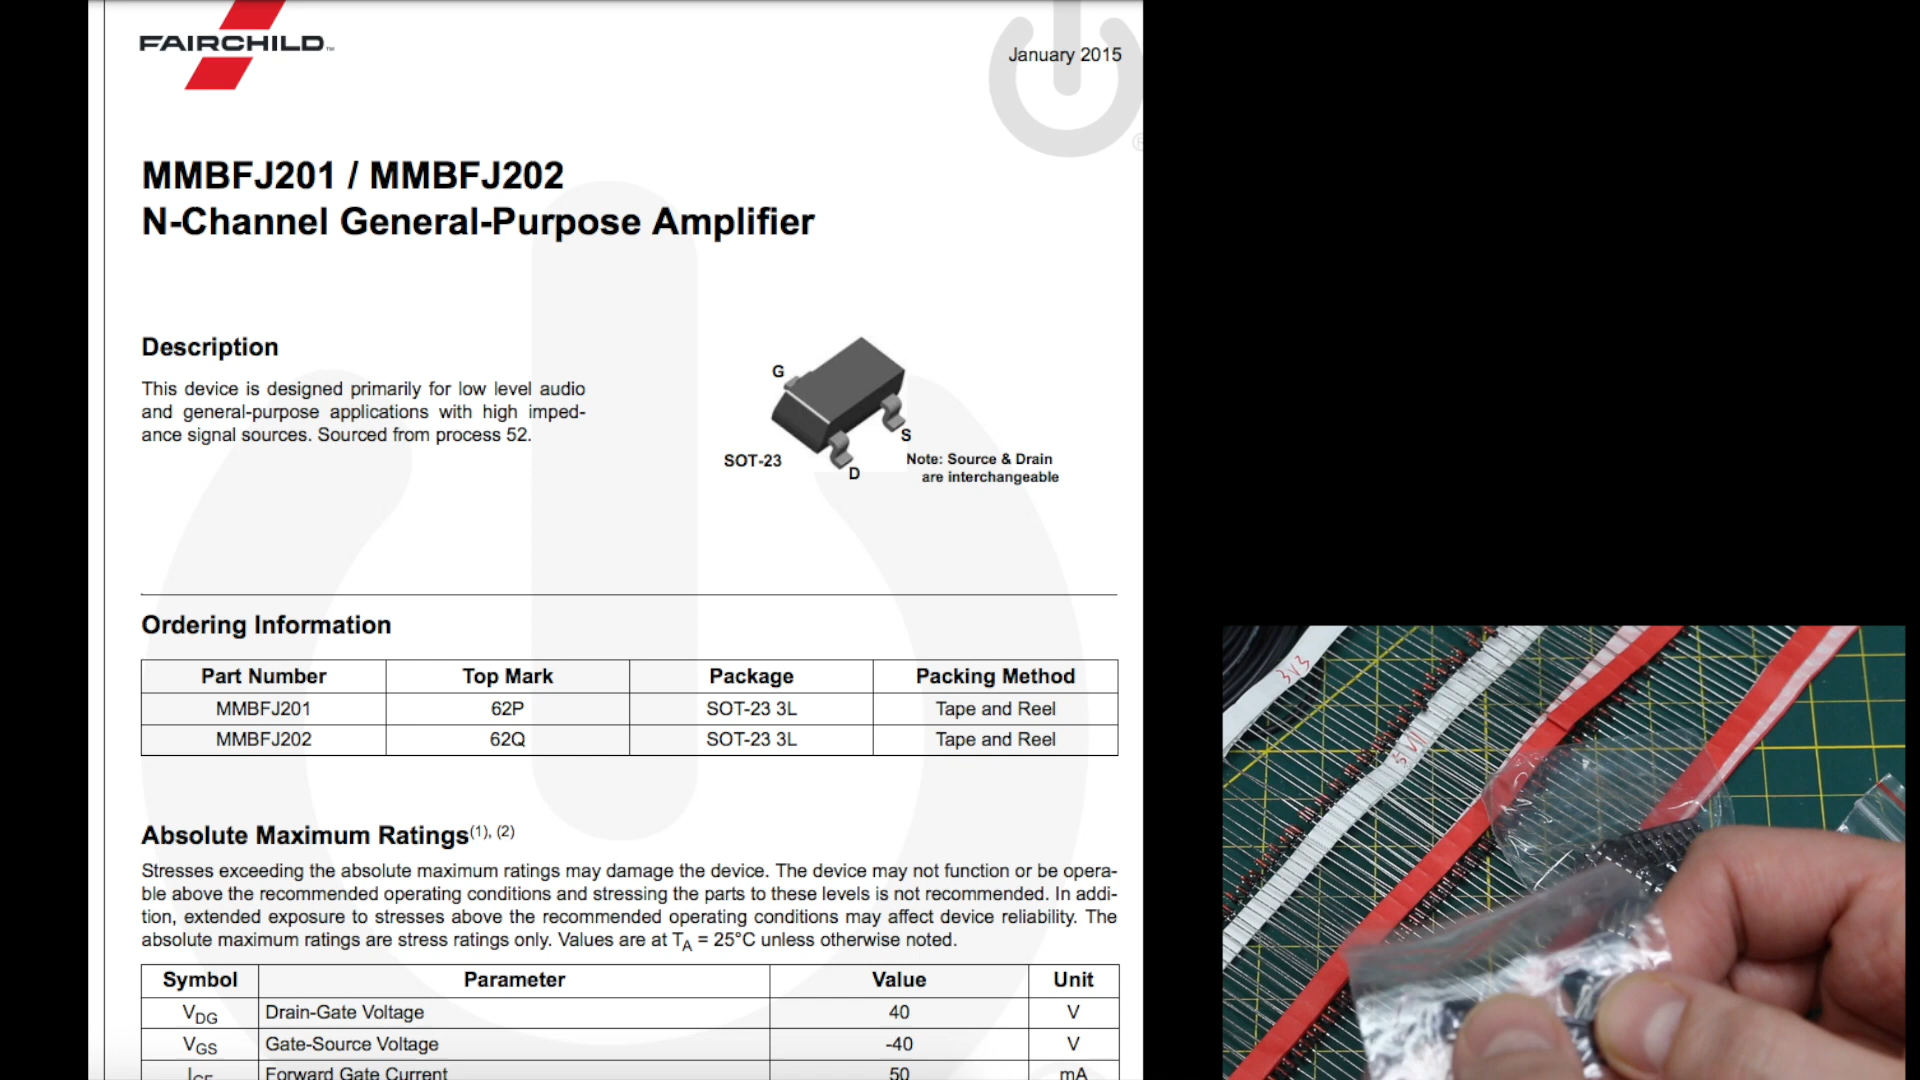 FAIRCHILD™
January 2015
®
MMBFJ201 / MMBFJ202
N-Channel General-Purpose Amplifier
Description
This device is designed primarily for low level audio
and general-purpose applications with high imped-
ance signal sources. Sourced from process 52.
G
S
D
SOT-23
Note: Source & Drain
are interchangeable
Ordering Information
Part Number Top Mark Package Packing Method
MMBFJ201 62P SOT-23 3L Tape and Reel
MMBFJ202 62Q SOT-23 3L Tape and Reel
Absolute Maximum Ratings(1), (2)
Stresses exceeding the absolute maximum ratings may damage the device. The device may not function or be opera-
ble above the recommended operating conditions and stressing the parts to these levels is not recommended. In addi-
tion, extended exposure to stresses above the recommended operating conditions may affect device reliability. The
absolute maximum ratings are stress ratings only. Values are at TA = 25°C unless otherwise noted.
Symbol Parameter Value Unit
VDG Drain-Gate Voltage 40 V
VGS Gate-Source Voltage -40 V
IGF Forward Gate Current 50 mA
3V3